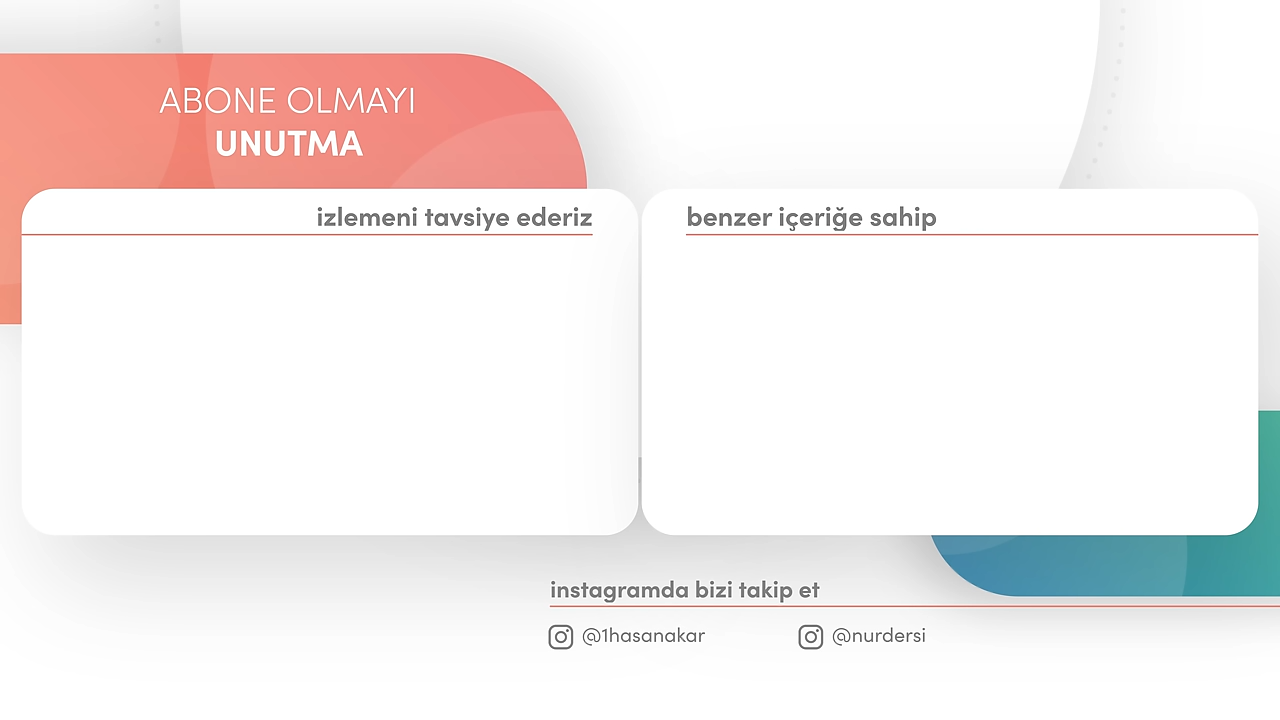 ABONE OLMAYI
UNUTMA
izlemeni tavsiye ederiz
benzer içeriğe sahip
instagramda bizi takip et
@1hasanakar
@nurdersi